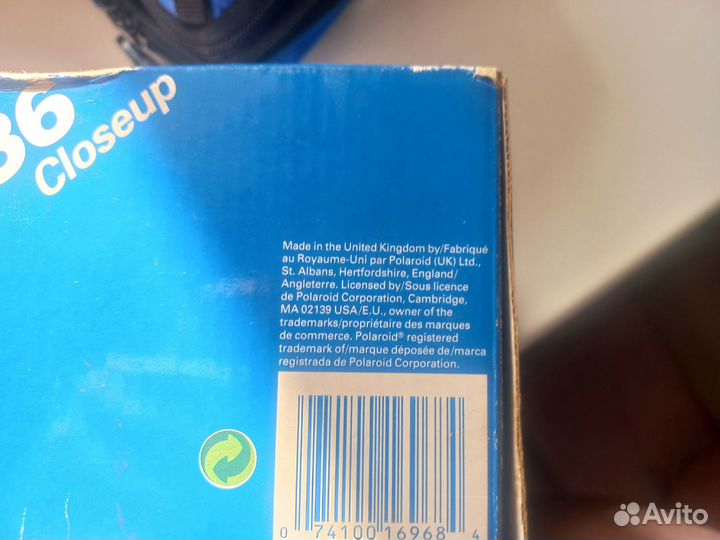 36
Closeup
Made in the United Kingdom by/Fabriqué
au Royaume-Uni par Polaroid (UK) Ltd.,
St. Albans, Hertfordshire, England/
Angleterre. Licensed by/Sous licence
de Polaroid Corporation, Cambridge,
MA 02139 USA/E.U., owner of the
trademarks/propriétaire des marques
de commerce. Polaroid® registered
trademark of/marque déposée de/marca
registrada de Polaroid Corporation.
0 74100 16968 4
Avito